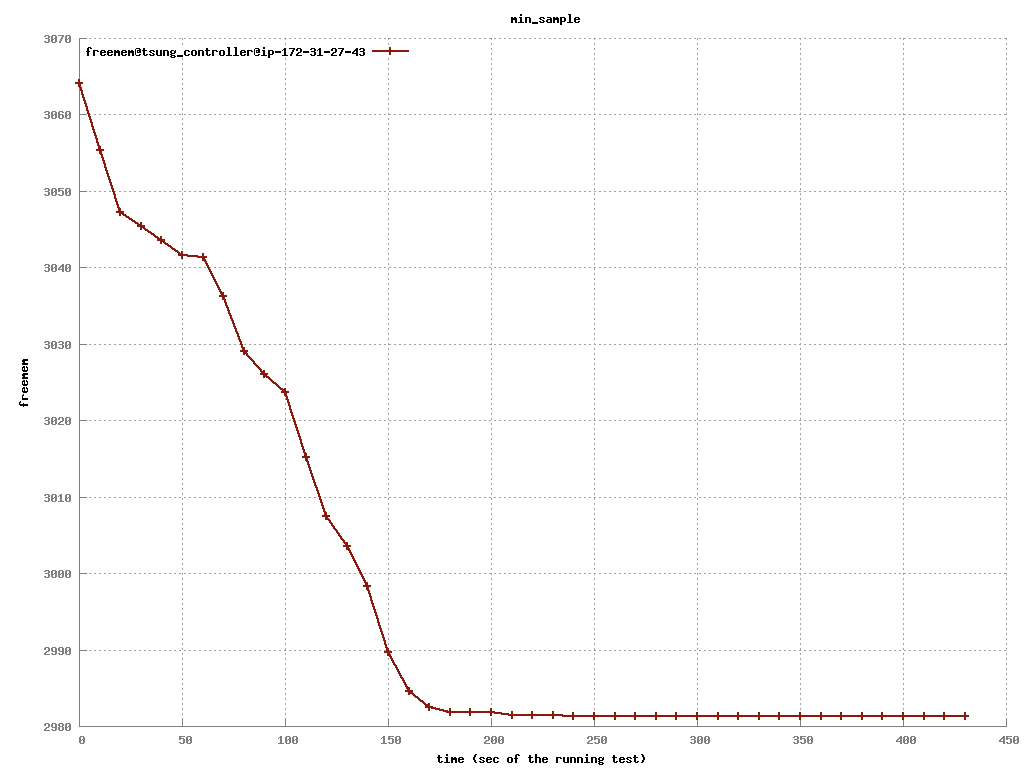 min_sample
3070
freemem@tsung_controller@ip-172-31-27-43
3060
3050
3040
3030
freemem
3020
3010
3000
2990
2980
0 50 100 150 200 250 300 350 400 450
time (sec of the running test)